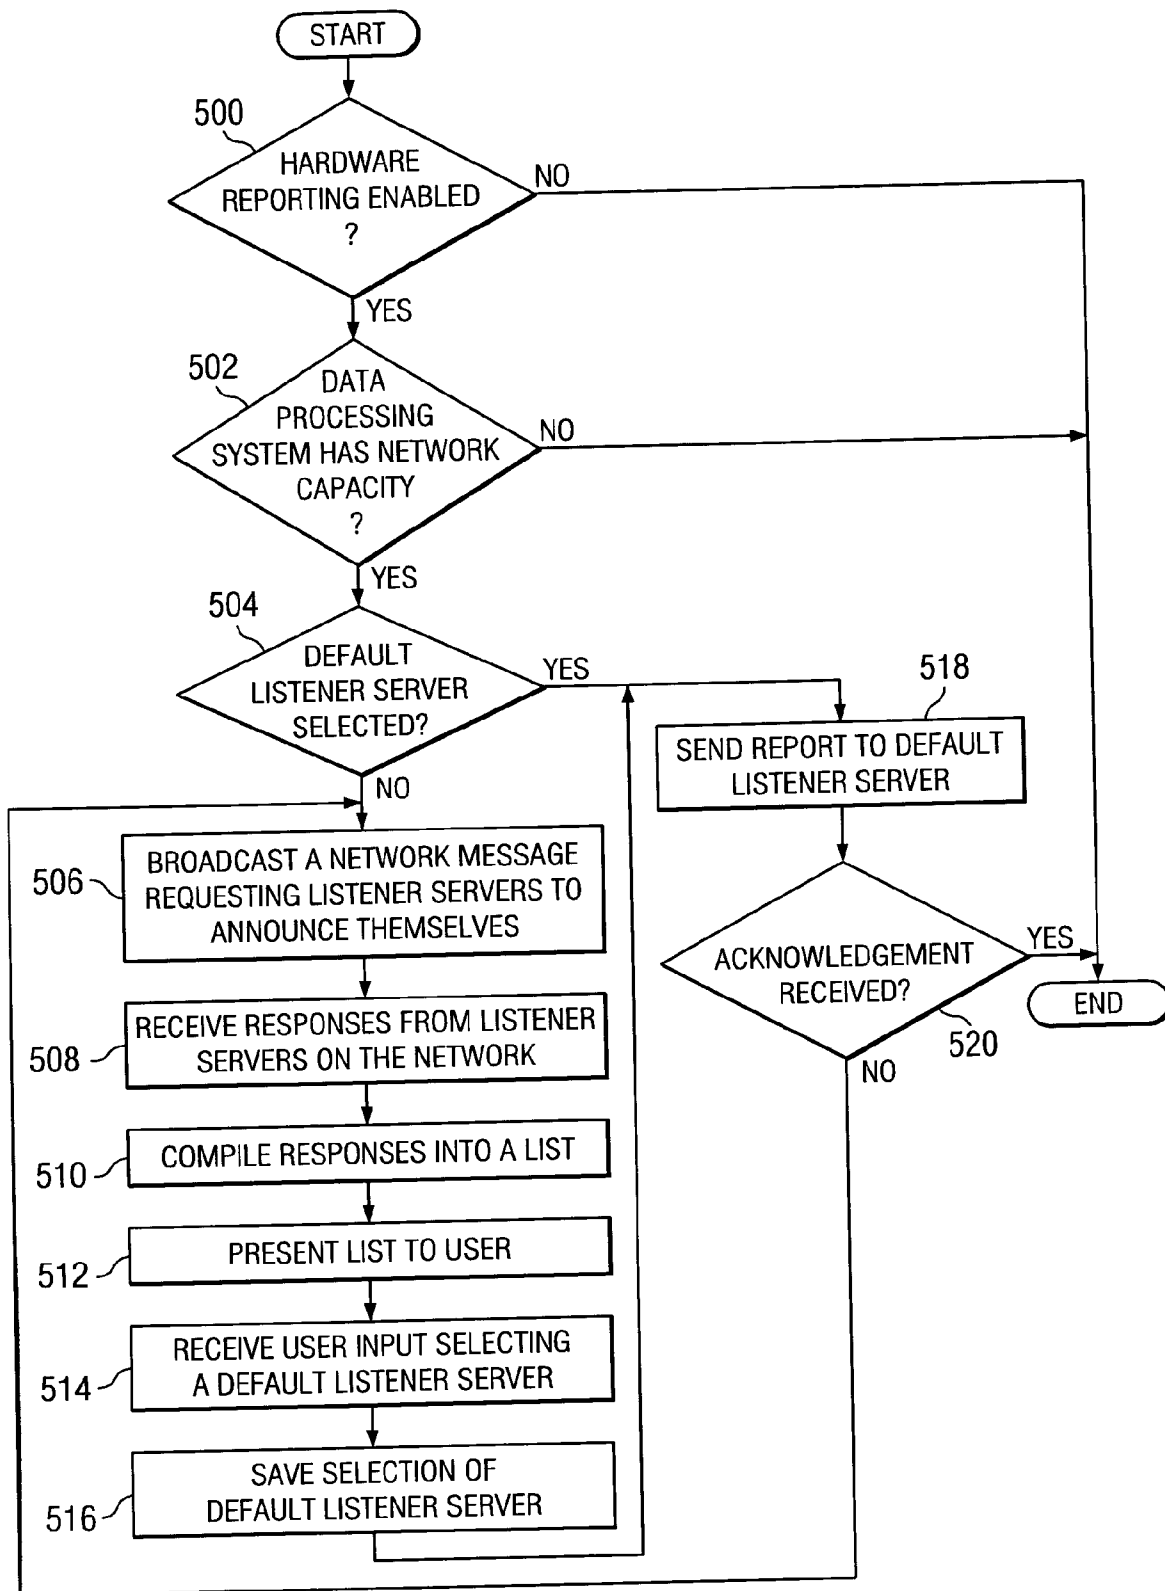 START
500
HARDWARE
REPORTING ENABLED
?
NO
YES
502
DATA
PROCESSING
SYSTEM HAS NETWORK
CAPACITY
?
NO
YES
504
DEFAULT
LISTENER SERVER
SELECTED?
YES
NO
518
SEND REPORT TO DEFAULT
LISTENER SERVER
506
BROADCAST A NETWORK MESSAGE
REQUESTING LISTENER SERVERS TO
ANNOUNCE THEMSELVES
ACKNOWLEDGEMENT
RECEIVED?
YES
END
520
NO
508
RECEIVE RESPONSES FROM LISTENER
SERVERS ON THE NETWORK
510
COMPILE RESPONSES INTO A LIST
512
PRESENT LIST TO USER
514
RECEIVE USER INPUT SELECTING
A DEFAULT LISTENER SERVER
516
SAVE SELECTION OF
DEFAULT LISTENER SERVER